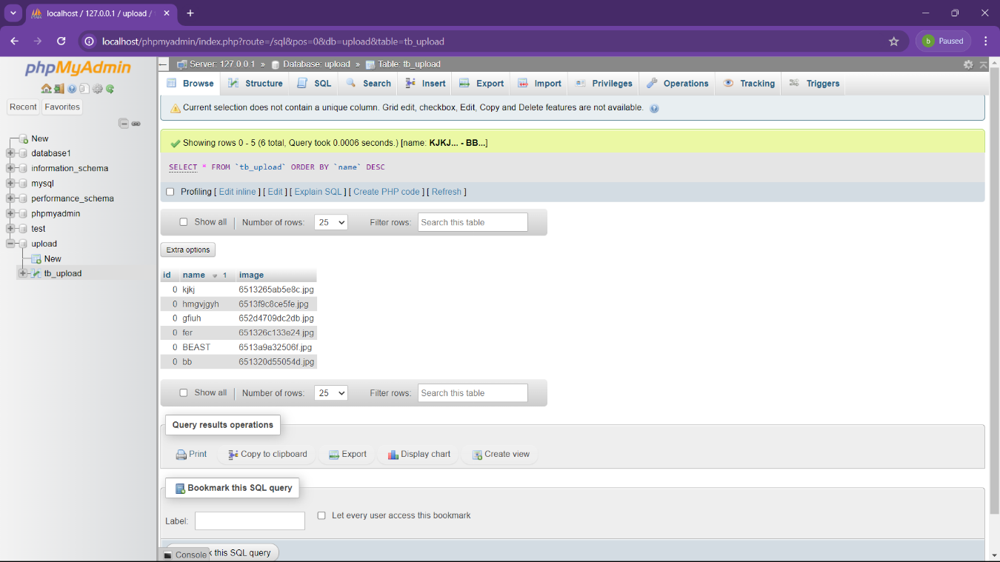 localhost / 127.0.0.1 / upload /
localhost/phpmyadmin/index.php?route=/sql&pos=0&db=upload&table=tb_upload
b Paused
phpMyAdmin
Recent Favorites
New
database1
information_schema
mysql
performance_schema
phpmyadmin
test
upload
New
tb_upload
Server: 127.0.0.1 » Database: upload » Table: tb_upload
Browse Structure SQL Search Insert Export Import Privileges Operations Tracking Triggers
Current selection does not contain a unique column. Grid edit, checkbox, Edit, Copy and Delete features are not available.
Showing rows 0 - 5 (6 total, Query took 0.0006 seconds.) [name: KJKJ... - BB...]
SELECT * FROM `tb_upload` ORDER BY `name` DESC
Profiling [ Edit inline ] [ Edit ] [ Explain SQL ] [ Create PHP code ] [ Refresh ]
Show all | Number of rows: 25 Filter rows: Search this table
Extra options
id name 1 image
0 kjkj 6513265ab5e8c.jpg
0 hmgvjgyh 6513f9c8ce5fe.jpg
0 gfiuh 652d4709dc2db.jpg
0 fer 651326c133e24.jpg
0 BEAST 6513a9a32506f.jpg
0 bb 651320d55054d.jpg
Show all | Number of rows: 25 Filter rows: Search this table
Query results operations
Print Copy to clipboard Export Display chart Create view
Bookmark this SQL query
Label: Let every user access this bookmark
Console k this SQL query